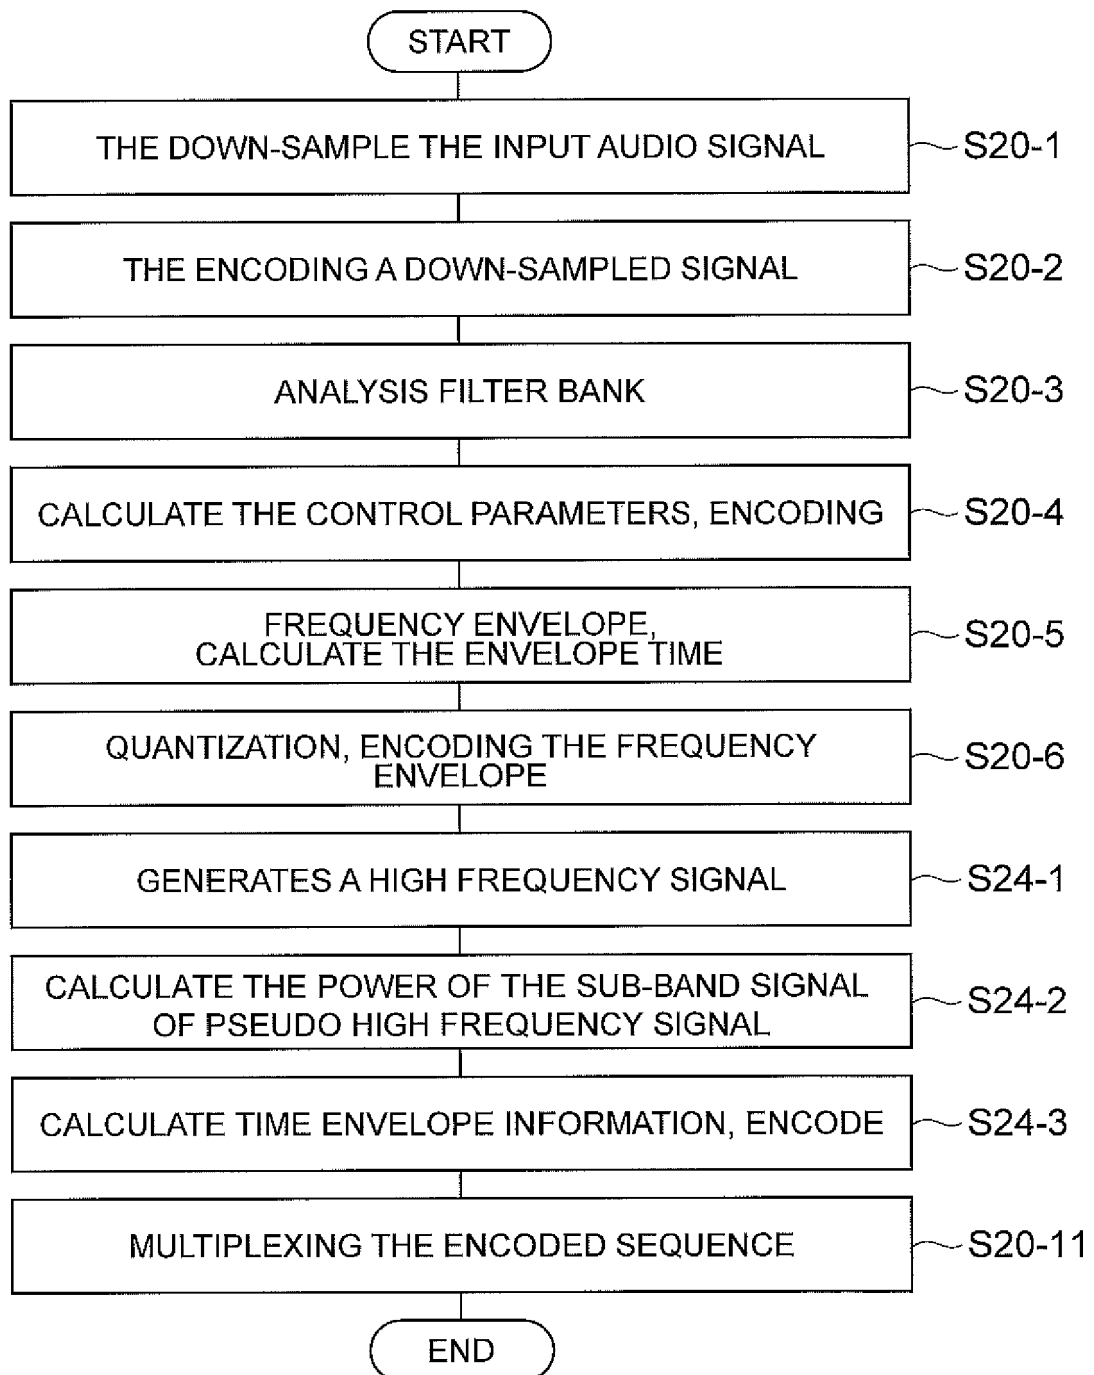 START
THE DOWN-SAMPLE THE INPUT AUDIO SIGNAL
S20-1
THE ENCODING A DOWN-SAMPLED SIGNAL
S20-2
ANALYSIS FILTER BANK
S20-3
CALCULATE THE CONTROL PARAMETERS, ENCODING
S20-4
FREQUENCY ENVELOPE,
CALCULATE THE ENVELOPE TIME
S20-5
QUANTIZATION, ENCODING THE FREQUENCY
ENVELOPE
S20-6
GENERATES A HIGH FREQUENCY SIGNAL
S24-1
CALCULATE THE POWER OF THE SUB-BAND SIGNAL
OF PSEUDO HIGH FREQUENCY SIGNAL
S24-2
CALCULATE TIME ENVELOPE INFORMATION, ENCODE
S24-3
MULTIPLEXING THE ENCODED SEQUENCE
S20-11
END